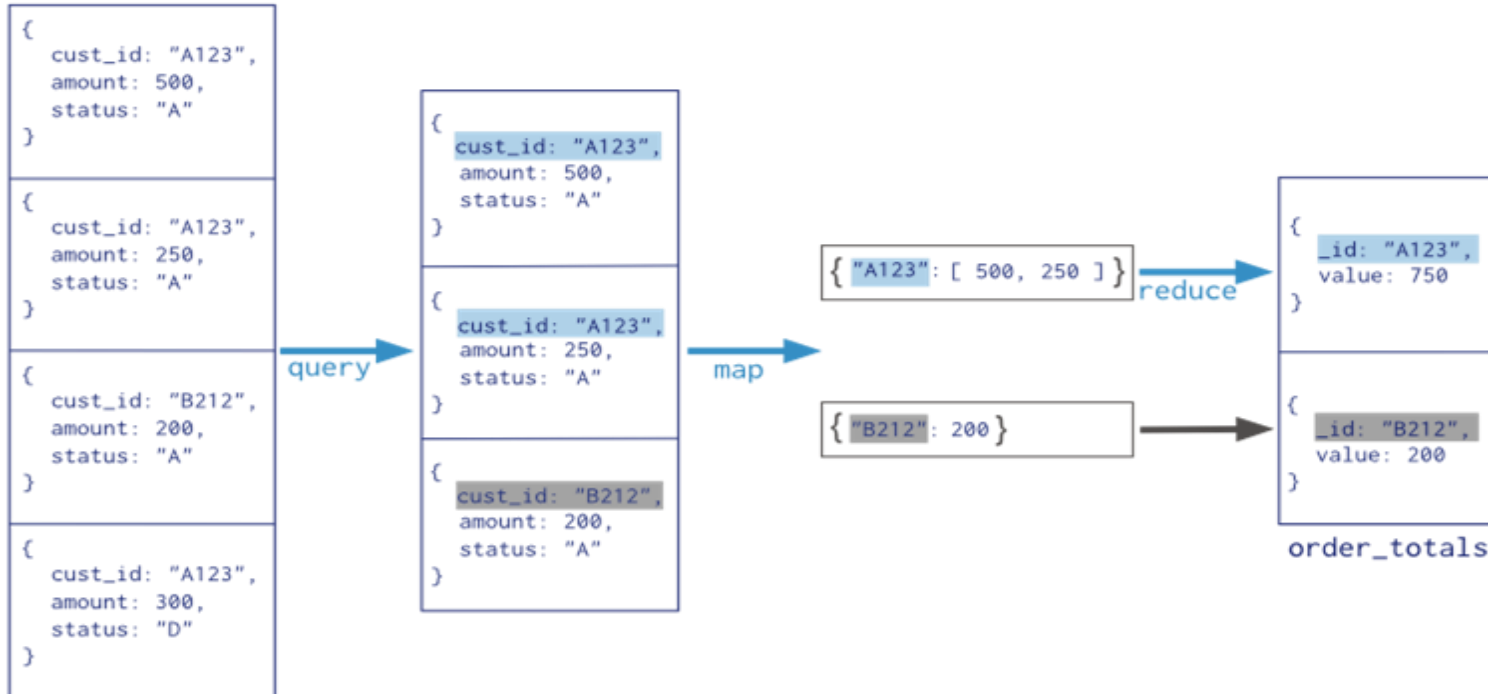 {
cust_id: "A123",
amount: 500,
status: "A"
}
{
cust_id: "A123",
amount: 250,
status: "A"
}
{
cust_id: "B212",
amount: 200,
status: "A"
}
{
cust_id: "A123",
amount: 300,
status: "D"
}
query
{
cust_id: "A123",
amount: 500,
status: "A"
}
{
cust_id: "A123",
amount: 250,
status: "A"
}
{
cust_id: "B212",
amount: 200,
status: "A"
}
map
{ "A123": [ 500, 250 ] }
{ "B212": 200 }
reduce
{
_id: "A123",
value: 750
}
{
_id: "B212",
value: 200
}
order_totals